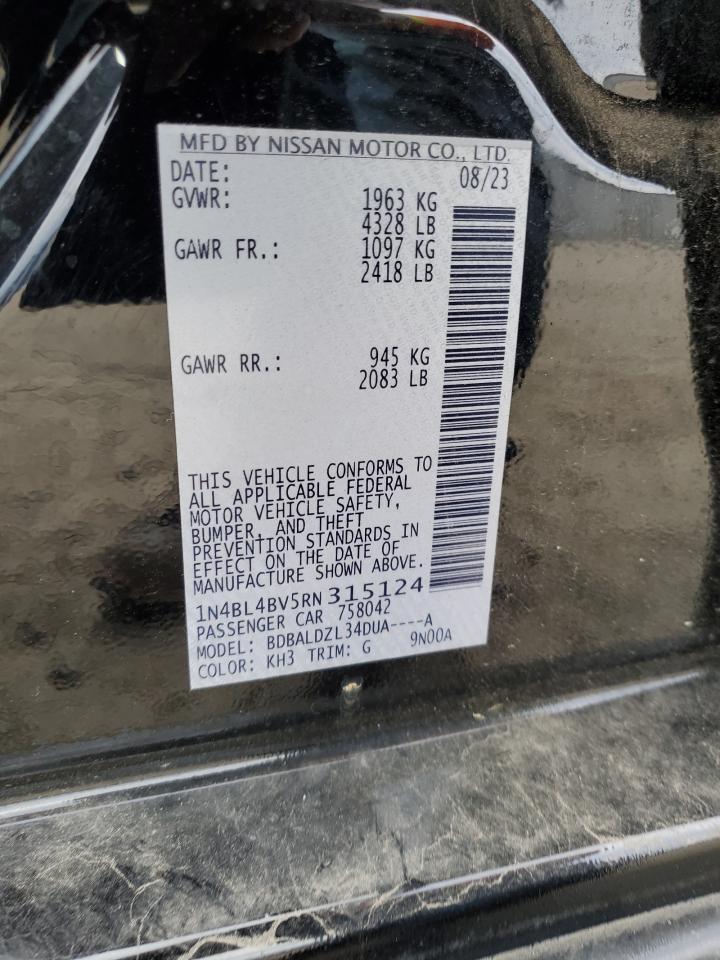 MFD BY NISSAN MOTOR CO., LTD.
DATE: 08/23
GVWR: 1963 KG
4328 LB
GAWR FR.: 1097 KG
2418 LB
GAWR RR.: 945 KG
2083 LB
THIS VEHICLE CONFORMS TO
ALL APPLICABLE FEDERAL
MOTOR VEHICLE SAFETY,
BUMPER, AND THEFT
PREVENTION STANDARDS IN
EFFECT ON THE DATE OF
MANUFACTURE SHOWN ABOVE.
1N4BL4BV5RN315124
PASSENGER CAR 758042
MODEL: BDBALDZL34DUA----A
COLOR: KH3 TRIM: G 9N00A